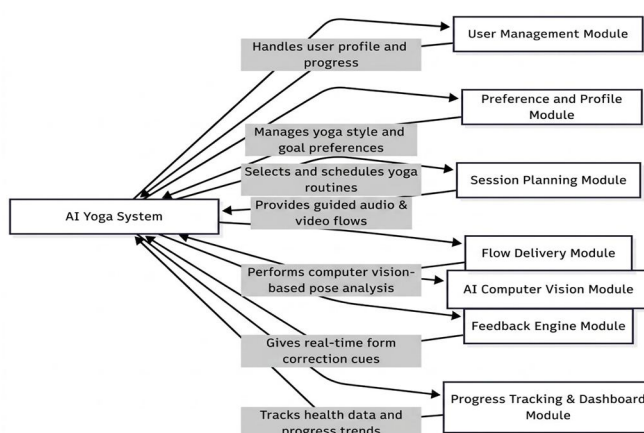 User Management Module
Handles user profile and
progress
Preference and Profile
Module
Manages yoga style and
goal preferences
Selects and schedules yoga
routines
Session Planning Module
AI Yoga System
Provides guided audio &
video flows
Flow Delivery Module
Performs computer vision-
based pose analysis
AI Computer Vision Module
Feedback Engine Module
Gives real-time form
correction cues
Progress Tracking & Dashboard
Module
Tracks health data and
progress trends